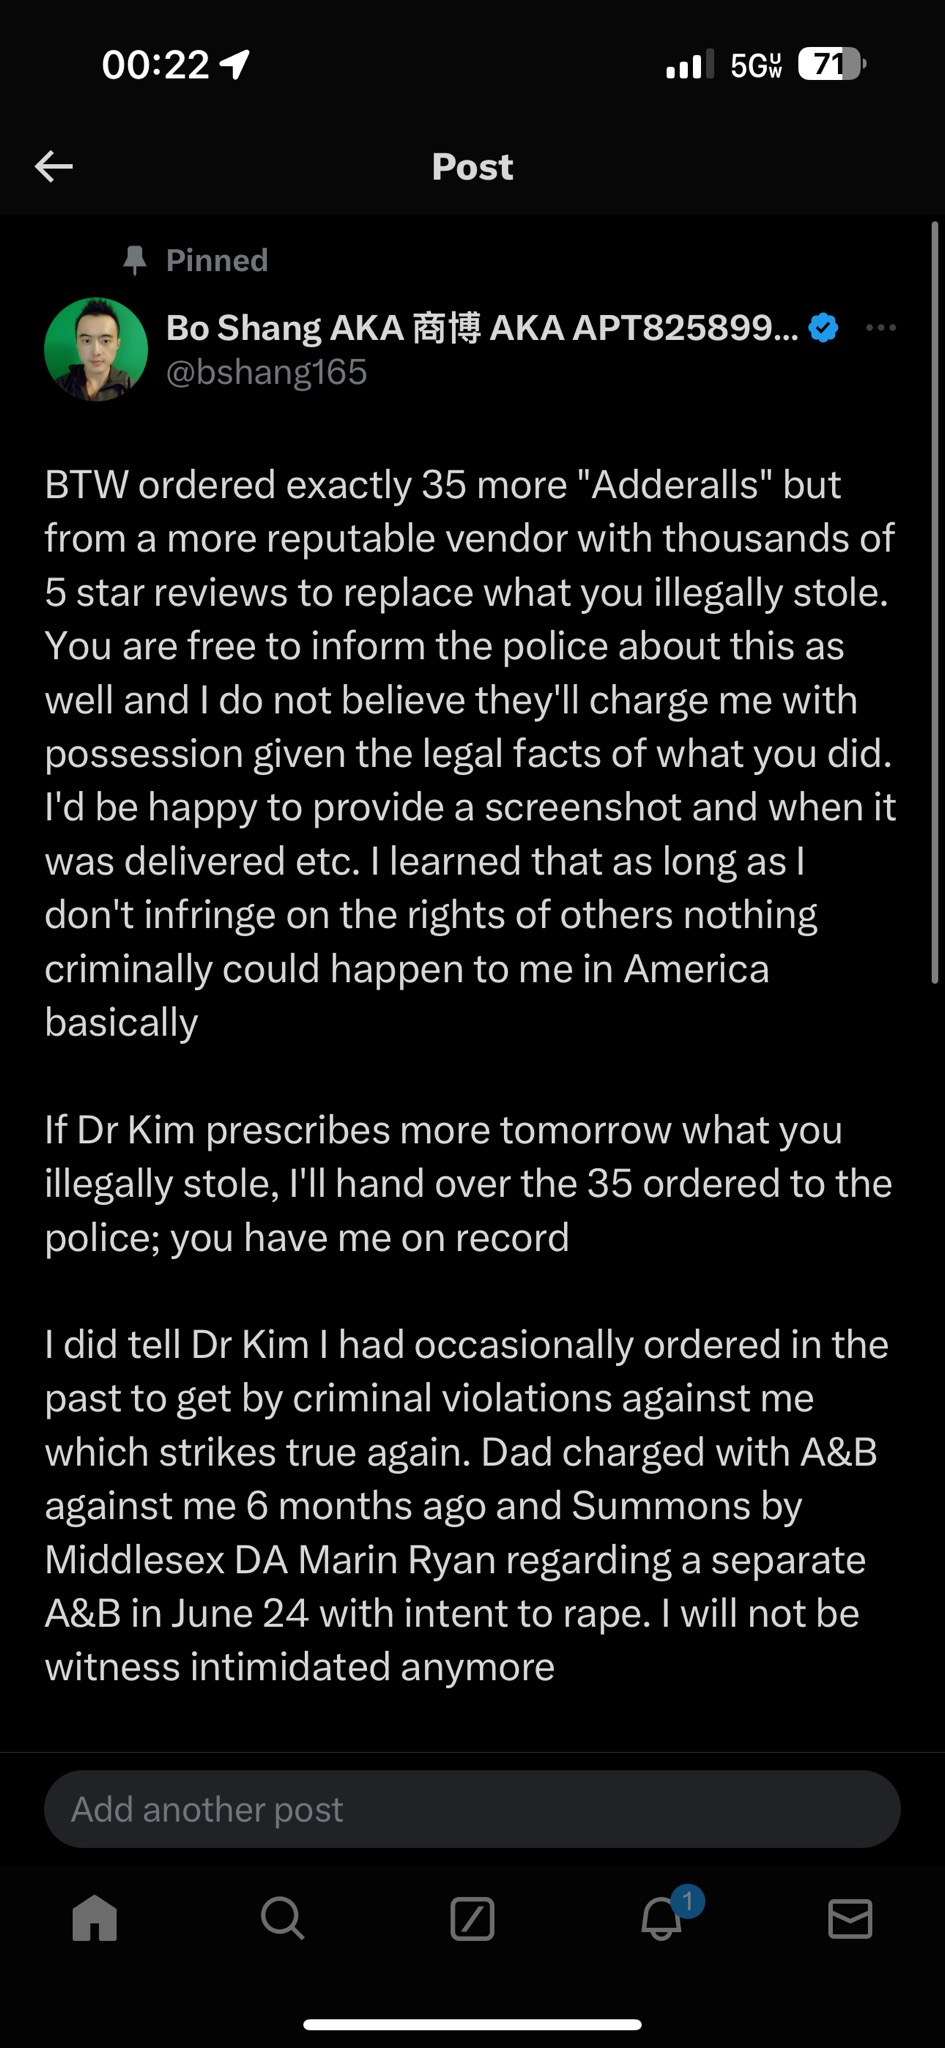 00:22
5GUW
71
Post
Pinned
Bo Shang AKA 商博 AKA APT825899...
@bshang165
BTW ordered exactly 35 more "Adderalls" but
from a more reputable vendor with thousands of
5 star reviews to replace what you illegally stole.
You are free to inform the police about this as
well and I do not believe they'll charge me with
possession given the legal facts of what you did.
I'd be happy to provide a screenshot and when it
was delivered etc. I learned that as long as I
don't infringe on the rights of others nothing
criminally could happen to me in America
basically
If Dr Kim prescribes more tomorrow what you
illegally stole, I'll hand over the 35 ordered to the
police; you have me on record
I did tell Dr Kim I had occasionally ordered in the
past to get by criminal violations against me
which strikes true again. Dad charged with A&B
against me 6 months ago and Summons by
Middlesex DA Marin Ryan regarding a separate
A&B in June 24 with intent to rape. I will not be
witness intimidated anymore
Add another post
1